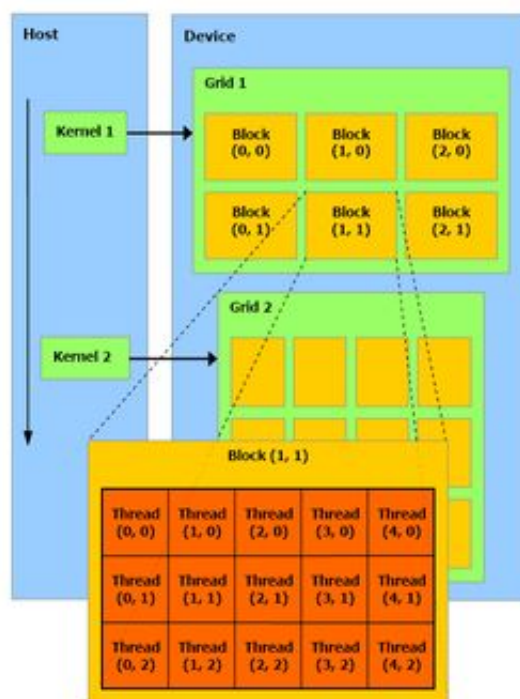 Host
Device
Grid 1
Kernel 1
Block Block Block
(0, 0) (1, 0) (2, 0)
Block Block Block
(0, 1) (1, 1) (2, 1)
Grid 2
Kernel 2
Block (1, 1)
Thread Thread Thread Thread Thread
(0, 0) (1, 0) (2, 0) (3, 0) (4, 0)
Thread Thread Thread Thread Thread
(0, 1) (1, 1) (2, 1) (3, 1) (4, 1)
Thread Thread Thread Thread Thread
(0, 2) (1, 2) (2, 2) (3, 2) (4, 2)